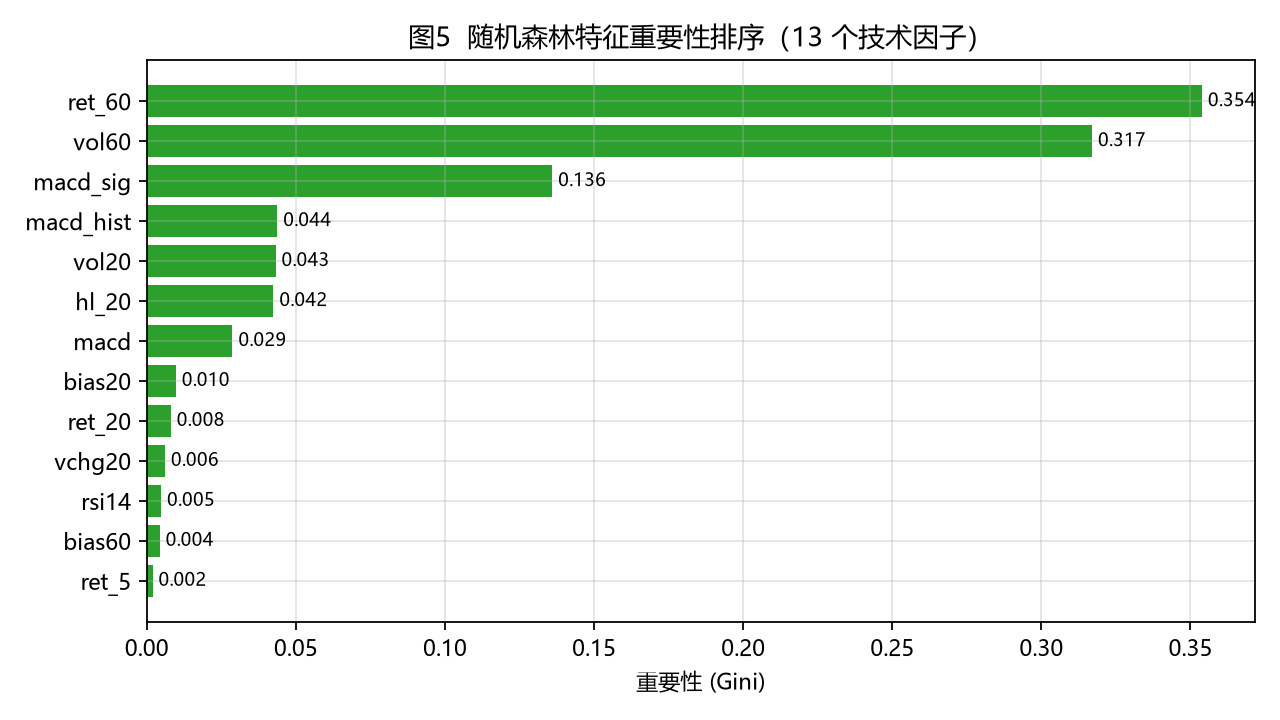 图5  随机森林特征重要性排序（13 个技术因子）
ret_60 0.354
vol60 0.317
macd_sig 0.136
macd_hist 0.044
vol20 0.043
hl_20 0.042
macd 0.029
bias20 0.010
ret_20 0.008
vchg20 0.006
rsi14 0.005
bias60 0.004
ret_5 0.002
0.00 0.05 0.10 0.15 0.20 0.25 0.30 0.35
重要性 (Gini)